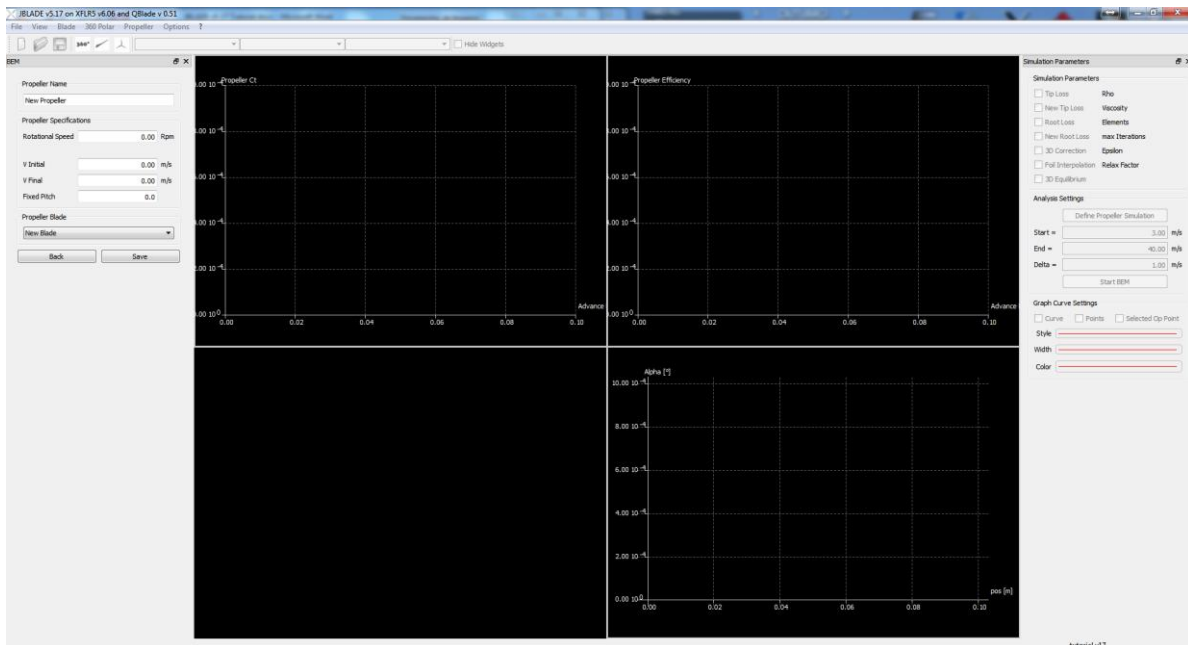 JBLADE v5.17 on XFLR5 v6.06 and QBlade v 0.51
File View Blade 360 Polar Propeller Options ?
360° Hide Widgets
BEM
Propeller Name
New Propeller
Propeller Specifications
Rotational Speed 0.00 Rpm
V Initial 0.00 m/s
V Final 0.00 m/s
Fixed Pitch 0.0
Propeller Blade
New Blade
Back Save
Propeller Ct
Advance
0.00 0.02 0.04 0.06 0.08 0.10
Propeller Efficiency
Advance
0.00 0.02 0.04 0.06 0.08 0.10
Alpha [°]
10.00 10
8.00 10
6.00 10
4.00 10
2.00 10
0.00 10 0
pos [m]
0.00 0.02 0.04 0.06 0.08 0.10
Simulation Parameters
Simulation Parameters
Tip Loss Rho
New Tip Loss Viscosity
Root Loss Elements
New Root Loss max Iterations
3D Correction Epsilon
Foil Interpolation Relax Factor
3D Equilibrium
Analysis Settings
Define Propeller Simulation
Start = 3.00 m/s
End = 40.00 m/s
Delta = 1.00 m/s
Start BEM
Graph Curve Settings
Curve Points Selected Op Point
Style
Width
Color